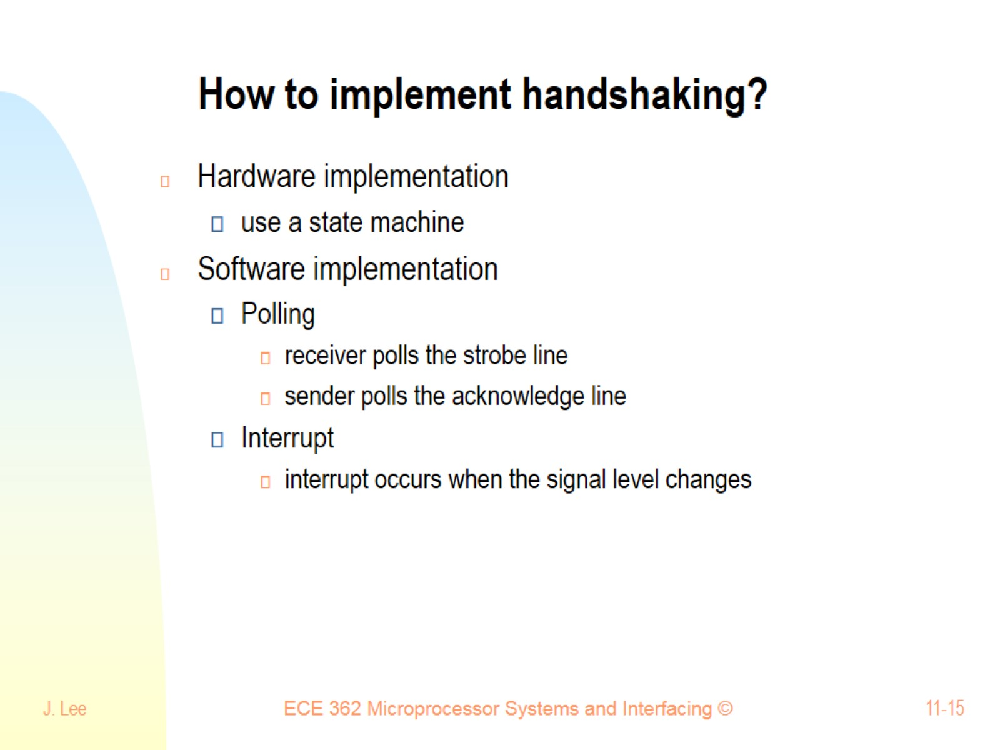 How to implement handshaking?
Hardware implementation
use a state machine
Software implementation
Polling
receiver polls the strobe line
sender polls the acknowledge line
Interrupt
interrupt occurs when the signal level changes
J. Lee
ECE 362 Microprocessor Systems and Interfacing ©
11-15